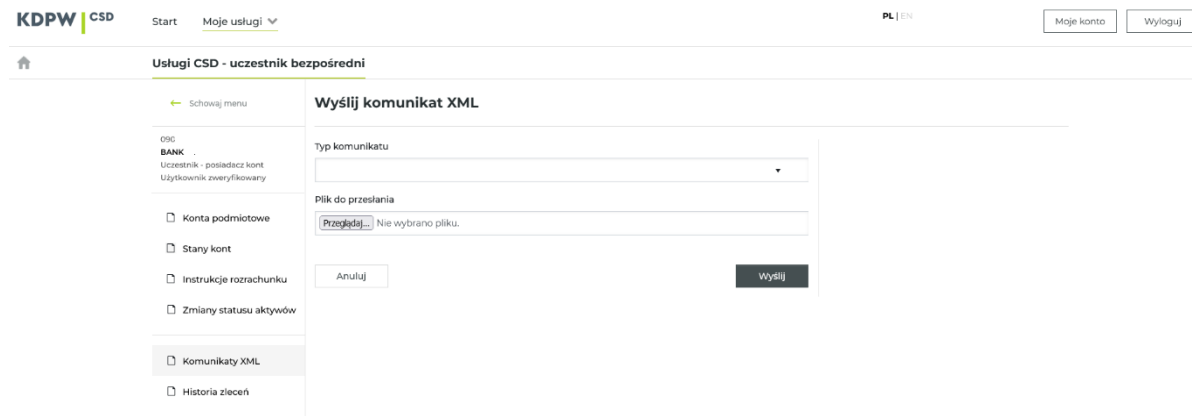 KDPW CSD
Start
Moje usługi
PL | EN
Moje konto
Wyloguj
Usługi CSD - uczestnik bezpośredni
← Schowaj menu
Wyślij komunikat XML
09G
BANK .
Uczestnik - posiadacz kont
Użytkownik zweryfikowany
Typ komunikatu
Plik do przesłania
Przeglądaj... Nie wybrano pliku.
Anuluj
Wyślij
Konta podmiotowe
Stany kont
Instrukcje rozrachunku
Zmiany statusu aktywów
Komunikaty XML
Historia zleceń